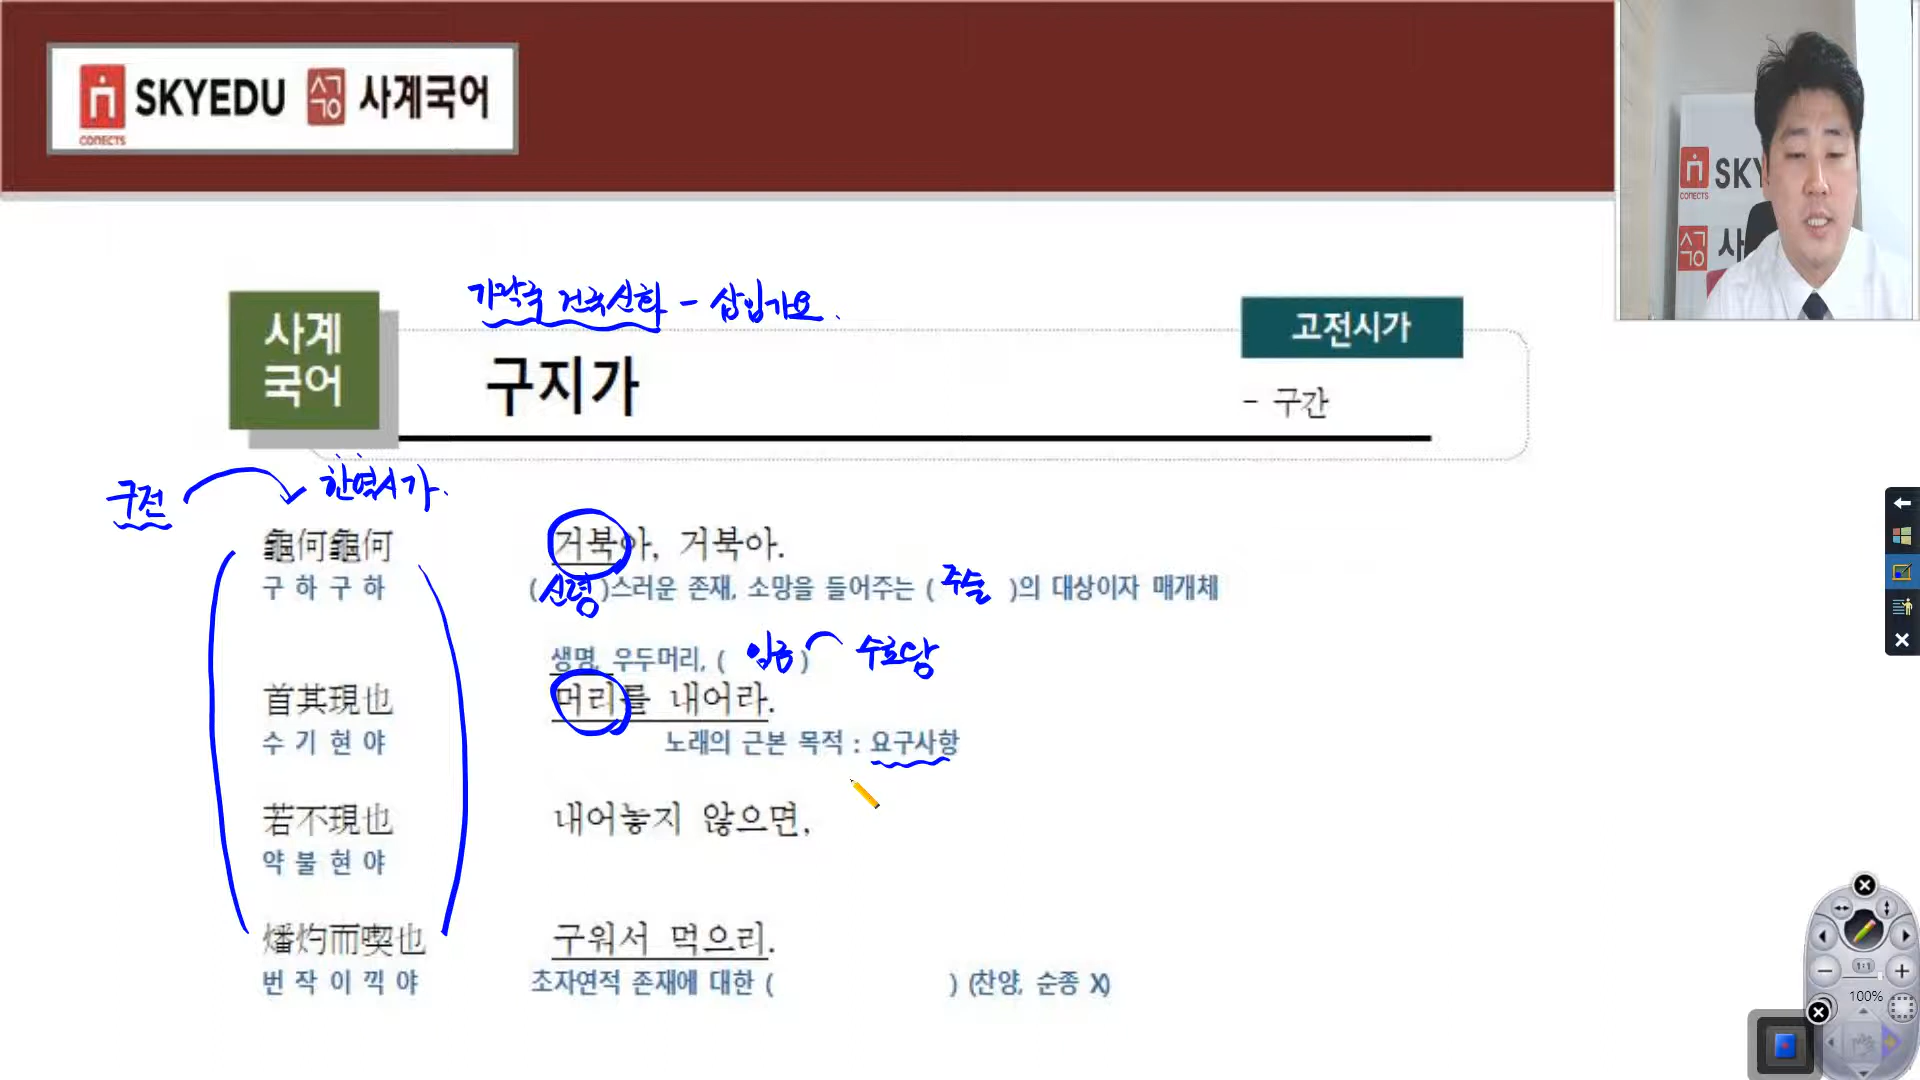 CONECTS SKYEDU 사계국어
SKY
CONECTS
사
가락국 건국신화 - 삽입가요.
사계
국어
구지가
고전시가
- 구간
구전
한역시가.
龜何龜何 거북아, 거북아.
구 하 구 하 (신령)스러운 존재, 소망을 들어주는 (주술)의 대상이자 매개체
생명, 우두머리, (임금) 수로왕
首其現也 머리를 내어라.
수 기 현 야 노래의 근본 목적 : 요구사항
若不現也 내어놓지 않으면,
약 불 현 야
燔灼而喫也 구워서 먹으리.
번 작 이 끽 야 초자연적 존재에 대한 ( ) (찬양, 순종 X)
1:1
100%